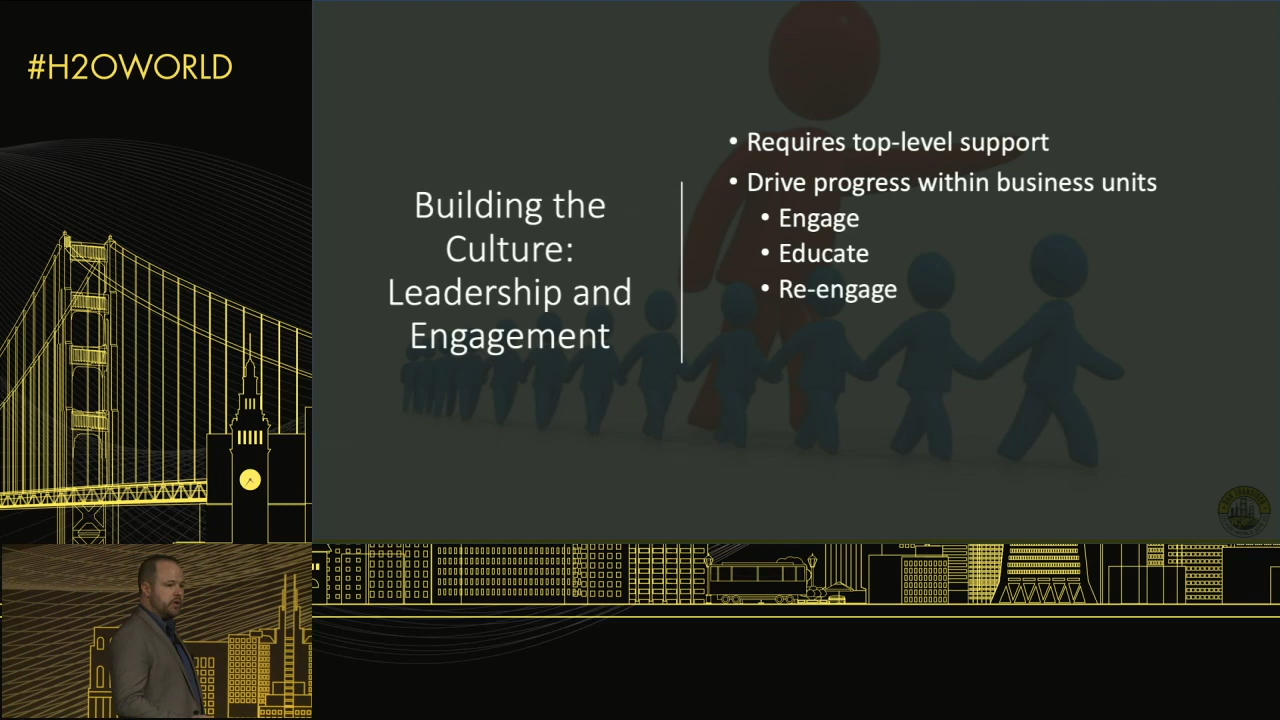 #H2OWORLD
Building the
Culture:
Leadership and
Engagement
• Requires top-level support
• Drive progress within business units
• Engage
• Educate
• Re-engage